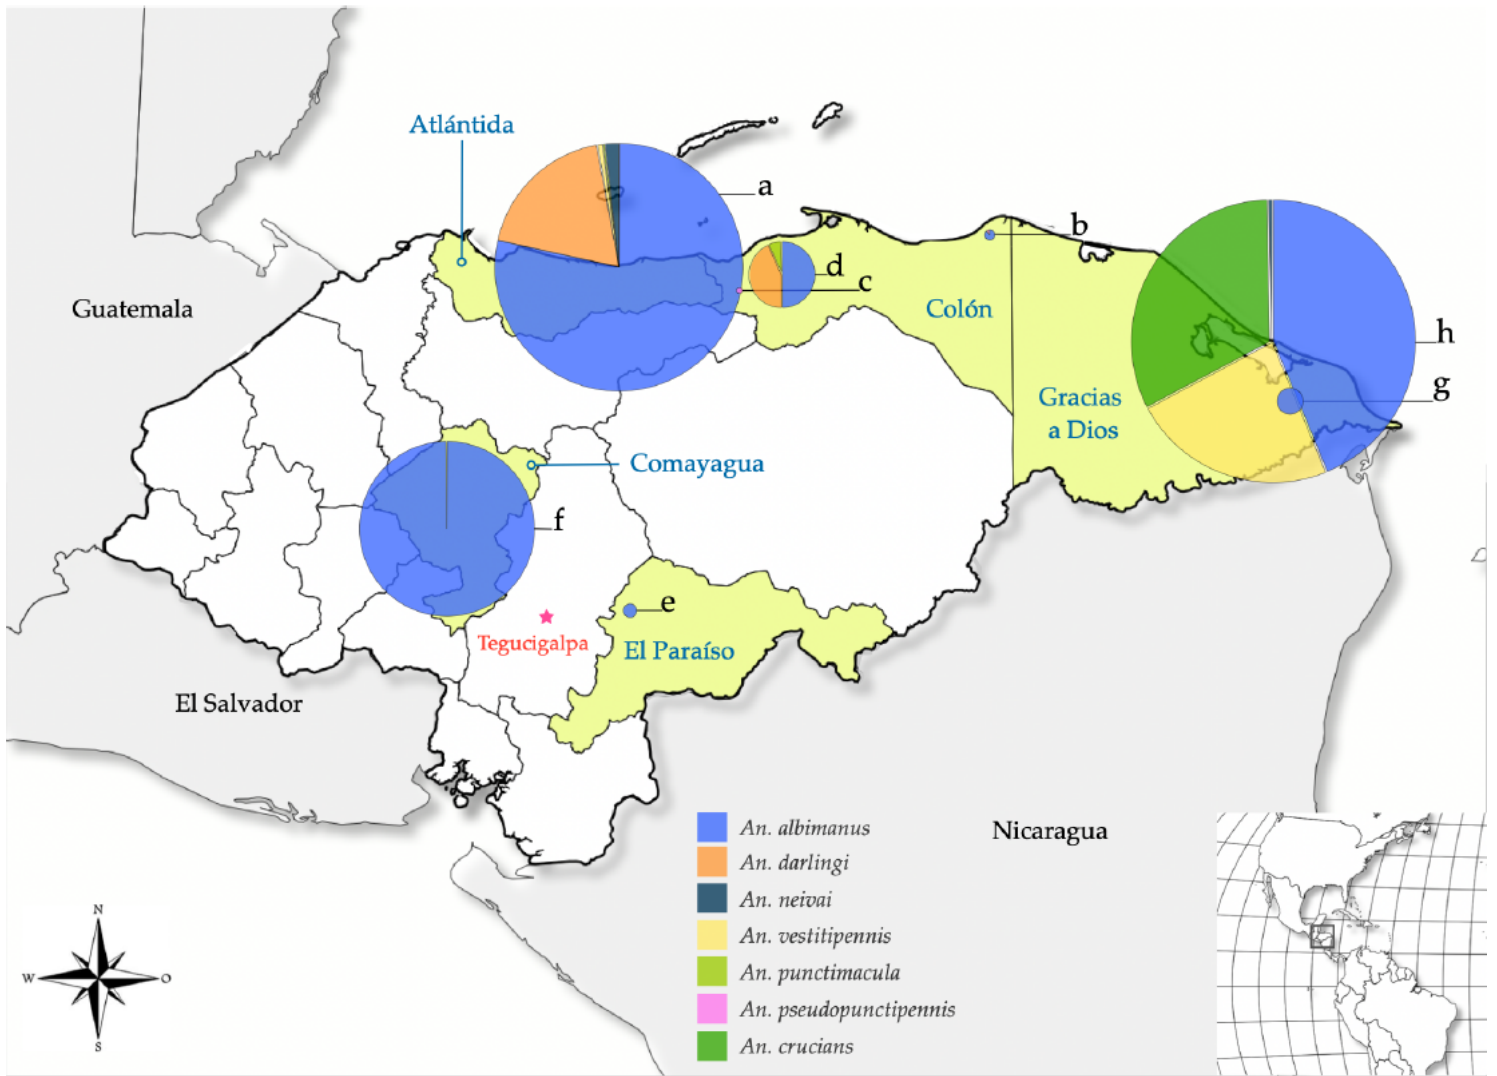 Atlántida
a
b
d
c
Guatemala
Colón
h
g
Gracias
a Dios
Comayagua
f
e
Tegucigalpa
El Paraíso
El Salvador
Nicaragua
An. albimanus
An. darlingi
An. neivai
An. vestitipennis
An. punctimacula
An. pseudopunctipennis
An. crucians
N
W
O
S